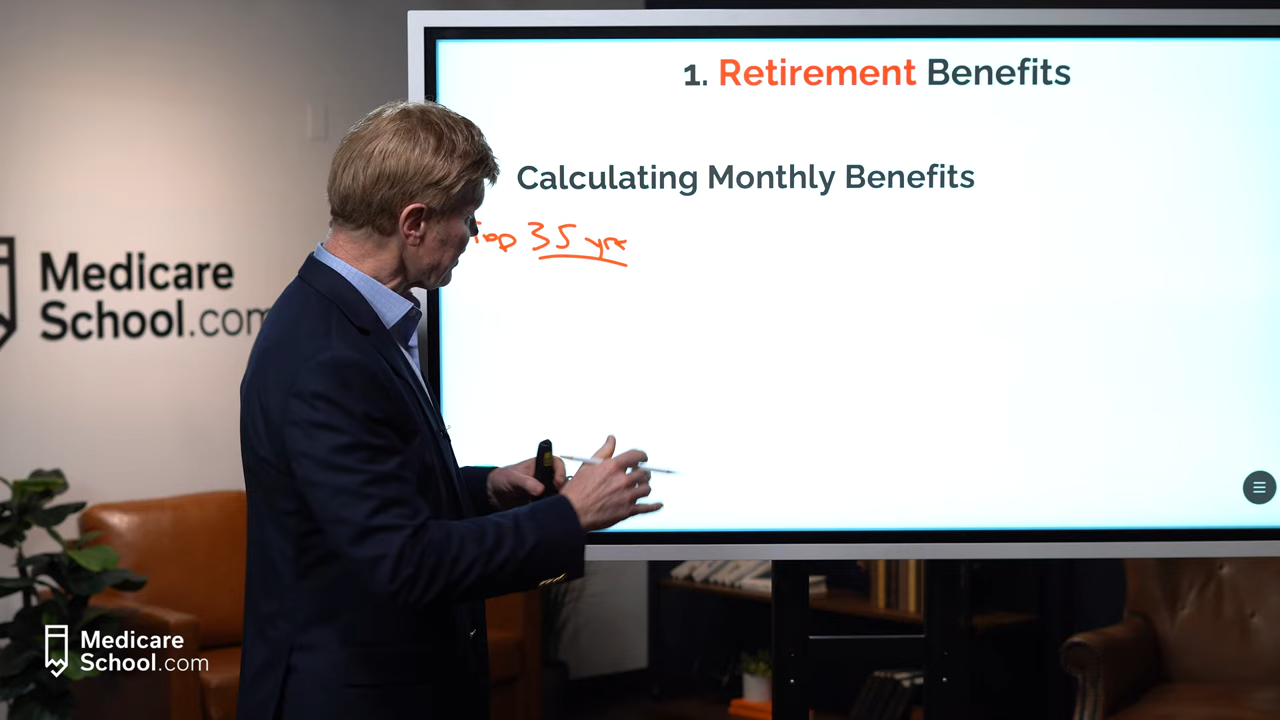 1. Retirement Benefits
Calculating Monthly Benefits
Top 35 yrs
Medicare
School.com
Medicare
School.com